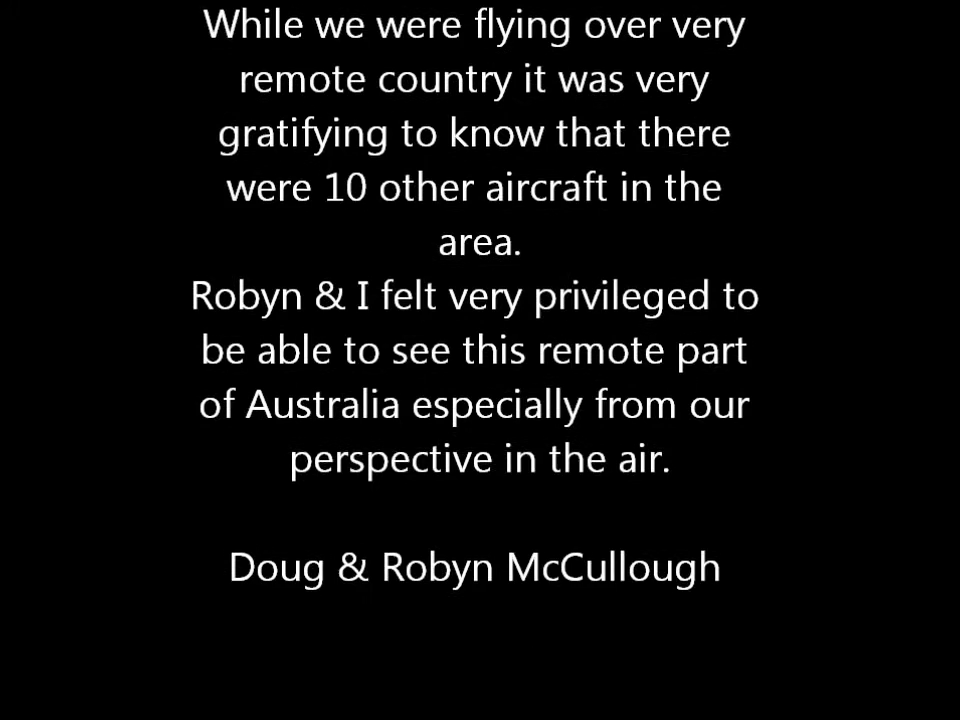 While we were flying over very
remote country it was very
gratifying to know that there
were 10 other aircraft in the
area.
Robyn & I felt very privileged to
be able to see this remote part
of Australia especially from our
perspective in the air.
Doug & Robyn McCullough